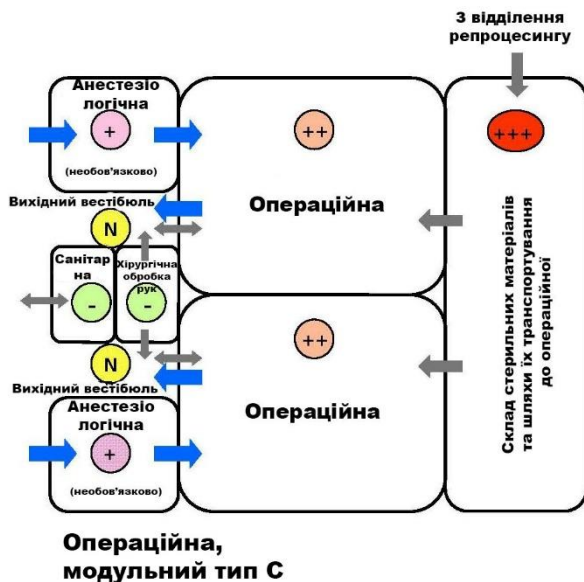 З відділення
репроцесингу
Анестезіо
логічна
+
(необов'язково)
++
+++
Вихідний вестибюль
N
Операційна
Санітар
на
-
Хірургічна
обробка
рук
-
Склад стерильних матеріалів
та шляхи їх транспортування
до операційної
++
N
Вихідний вестибюль
Операційна
Анестезіо
логічна
+
(необов'язково)
Операційна,
модульний тип С